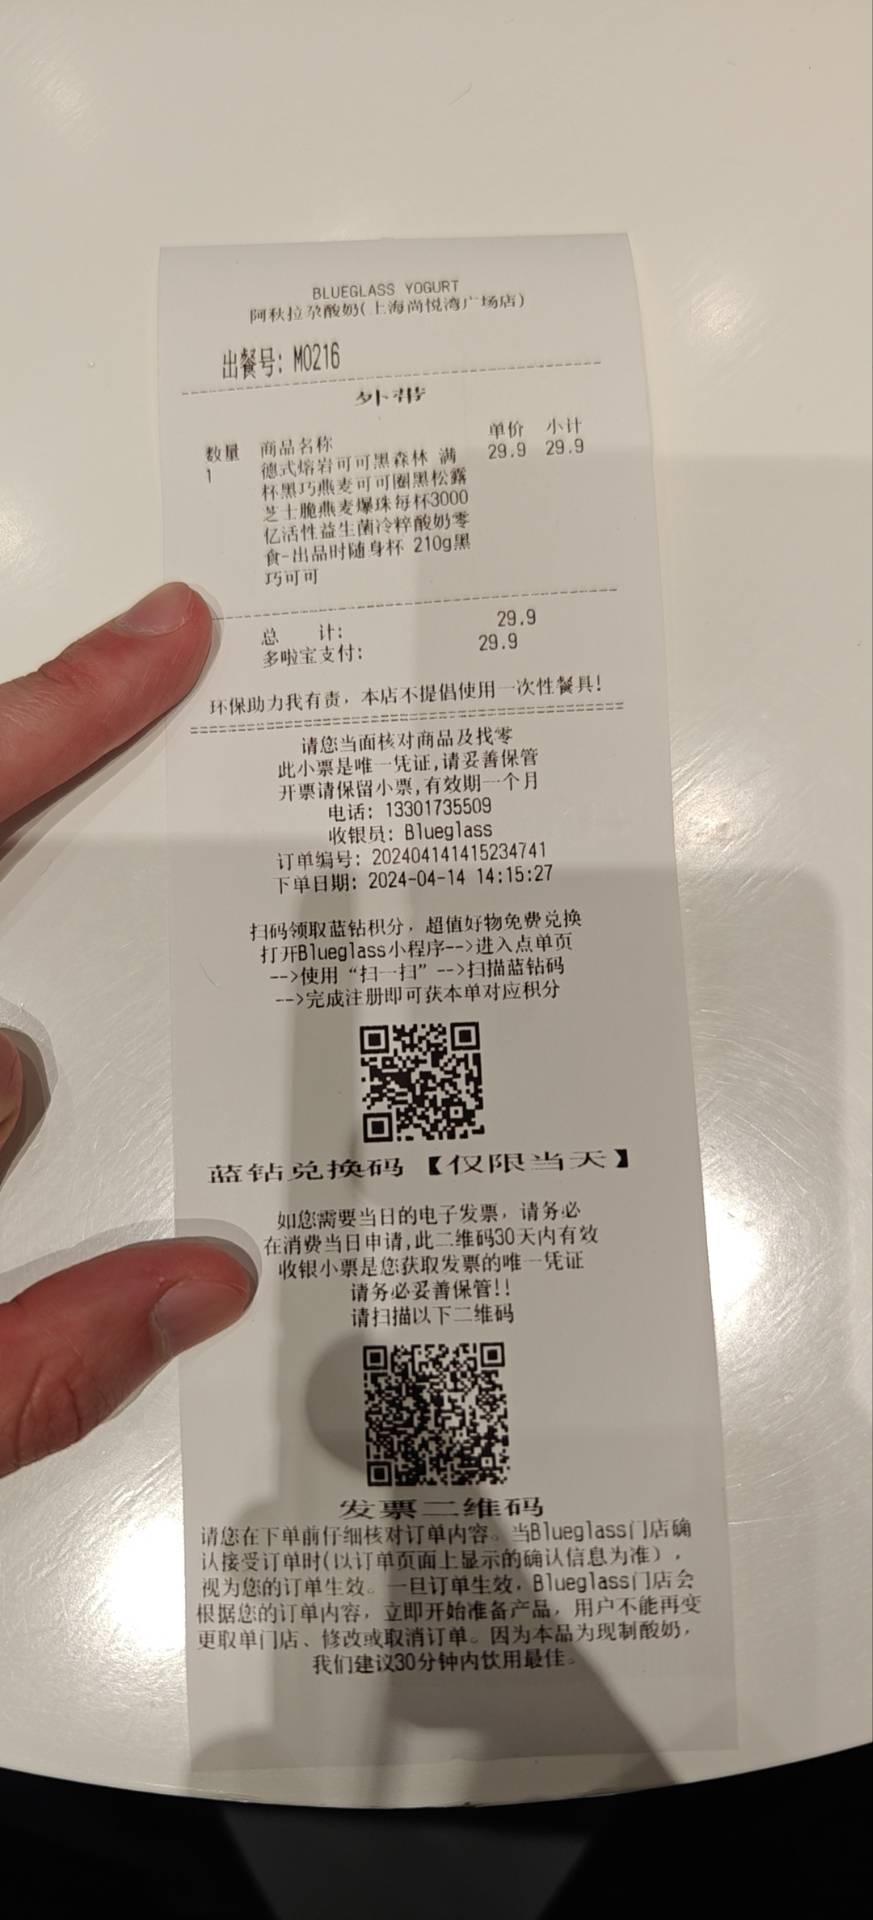 BLUEGLASS YOGURT
阿秋拉尕酸奶(上海尚悦湾广场店)
出餐号: M0216
外带
数量 商品名称 单价 小计
1 德式熔岩可可黑森林 满 29.9 29.9
杯黑巧燕麦可可圈黑松露
芝士脆燕麦爆珠每杯3000
亿活性益生菌冷粹酸奶零
食-出品时随身杯 210g黑
巧可可
总 计: 29.9
多啦宝支付: 29.9
环保助力我有责，本店不提倡使用一次性餐具!
请您当面核对商品及找零
此小票是唯一凭证,请妥善保管
开票请保留小票,有效期一个月
电话: 13301735509
收银员: Blueglass
订单编号: 202404141415234741
下单日期: 2024-04-14 14:15:27
扫码领取蓝钻积分，超值好物免费兑换
打开Blueglass小程序-->进入点单页
-->使用“扫一扫”-->扫描蓝钻码
-->完成注册即可获本单对应积分
蓝钻兑换码【仅限当天】
如您需要当日的电子发票，请务必
在消费当日申请,此二维码30天内有效
收银小票是您获取发票的唯一凭证
请务必妥善保管!!
请扫描以下二维码
发票二维码
请您在下单前仔细核对订单内容。当Blueglass门店确
认接受订单时(以订单页面上显示的确认信息为准)，
视为您的订单生效。一旦订单生效，Blueglass门店会
根据您的订单内容，立即开始准备产品，用户不能再变
更取单门店、修改或取消订单。因为本品为现制酸奶，
我们建议30分钟内饮用最佳。